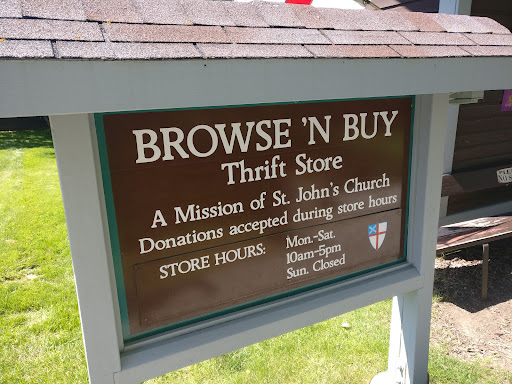 BROWSE 'N BUY
Thrift Store
A Mission of St. John's Church
Donations accepted during store hours
STORE HOURS:
Mon.-Sat.
10am-5pm
Sun. Closed